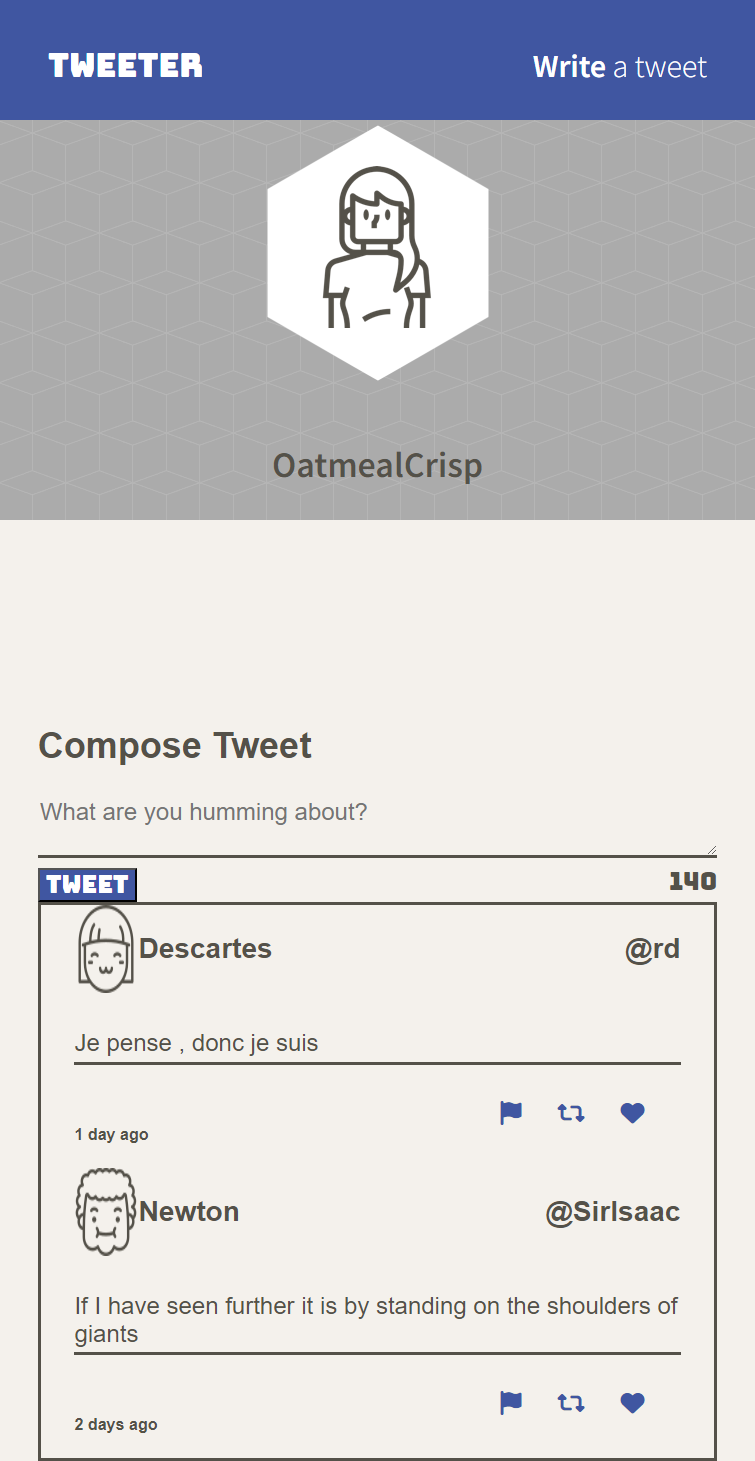 TWEETER
Write a tweet
OatmealCrisp
Compose Tweet
What are you humming about?
TWEET 140
Descartes @rd
Je pense , donc je suis
1 day ago
Newton @SirIsaac
If I have seen further it is by standing on the shoulders of
giants
2 days ago